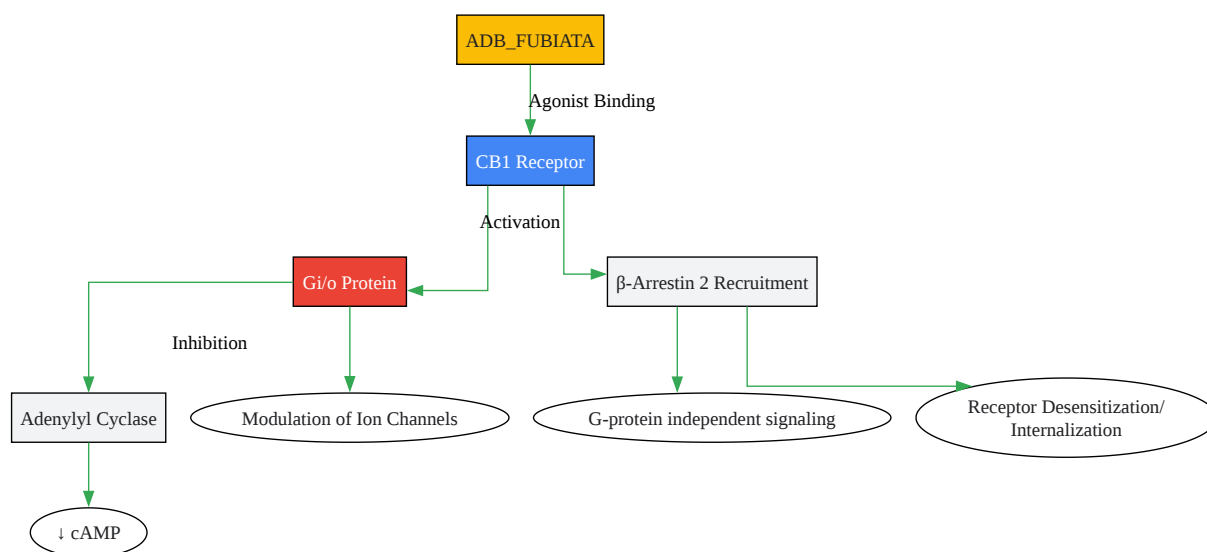 ADB_FUBIATA
Agonist Binding
CB1 Receptor
Activation
Gi/o Protein
β-Arrestin 2 Recruitment
Inhibition
Adenylyl Cyclase
Modulation of Ion Channels
G-protein independent signaling
Receptor Desensitization/
Internalization
↓ cAMP